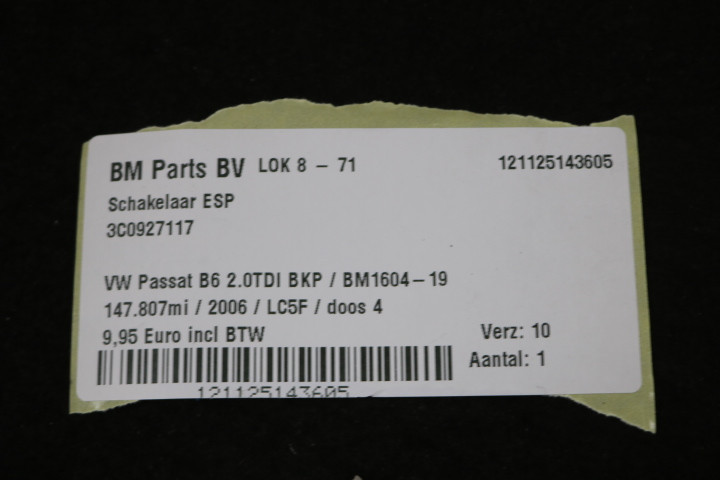 BM Parts BV LOK 8 – 71 121125143605
Schakelaar ESP
3C0927117
VW Passat B6 2.0TDI BKP / BM1604–19
147.807mi / 2006 / LC5F / doos 4
9,95 Euro incl BTW Verz: 10
Aantal: 1
121125143605